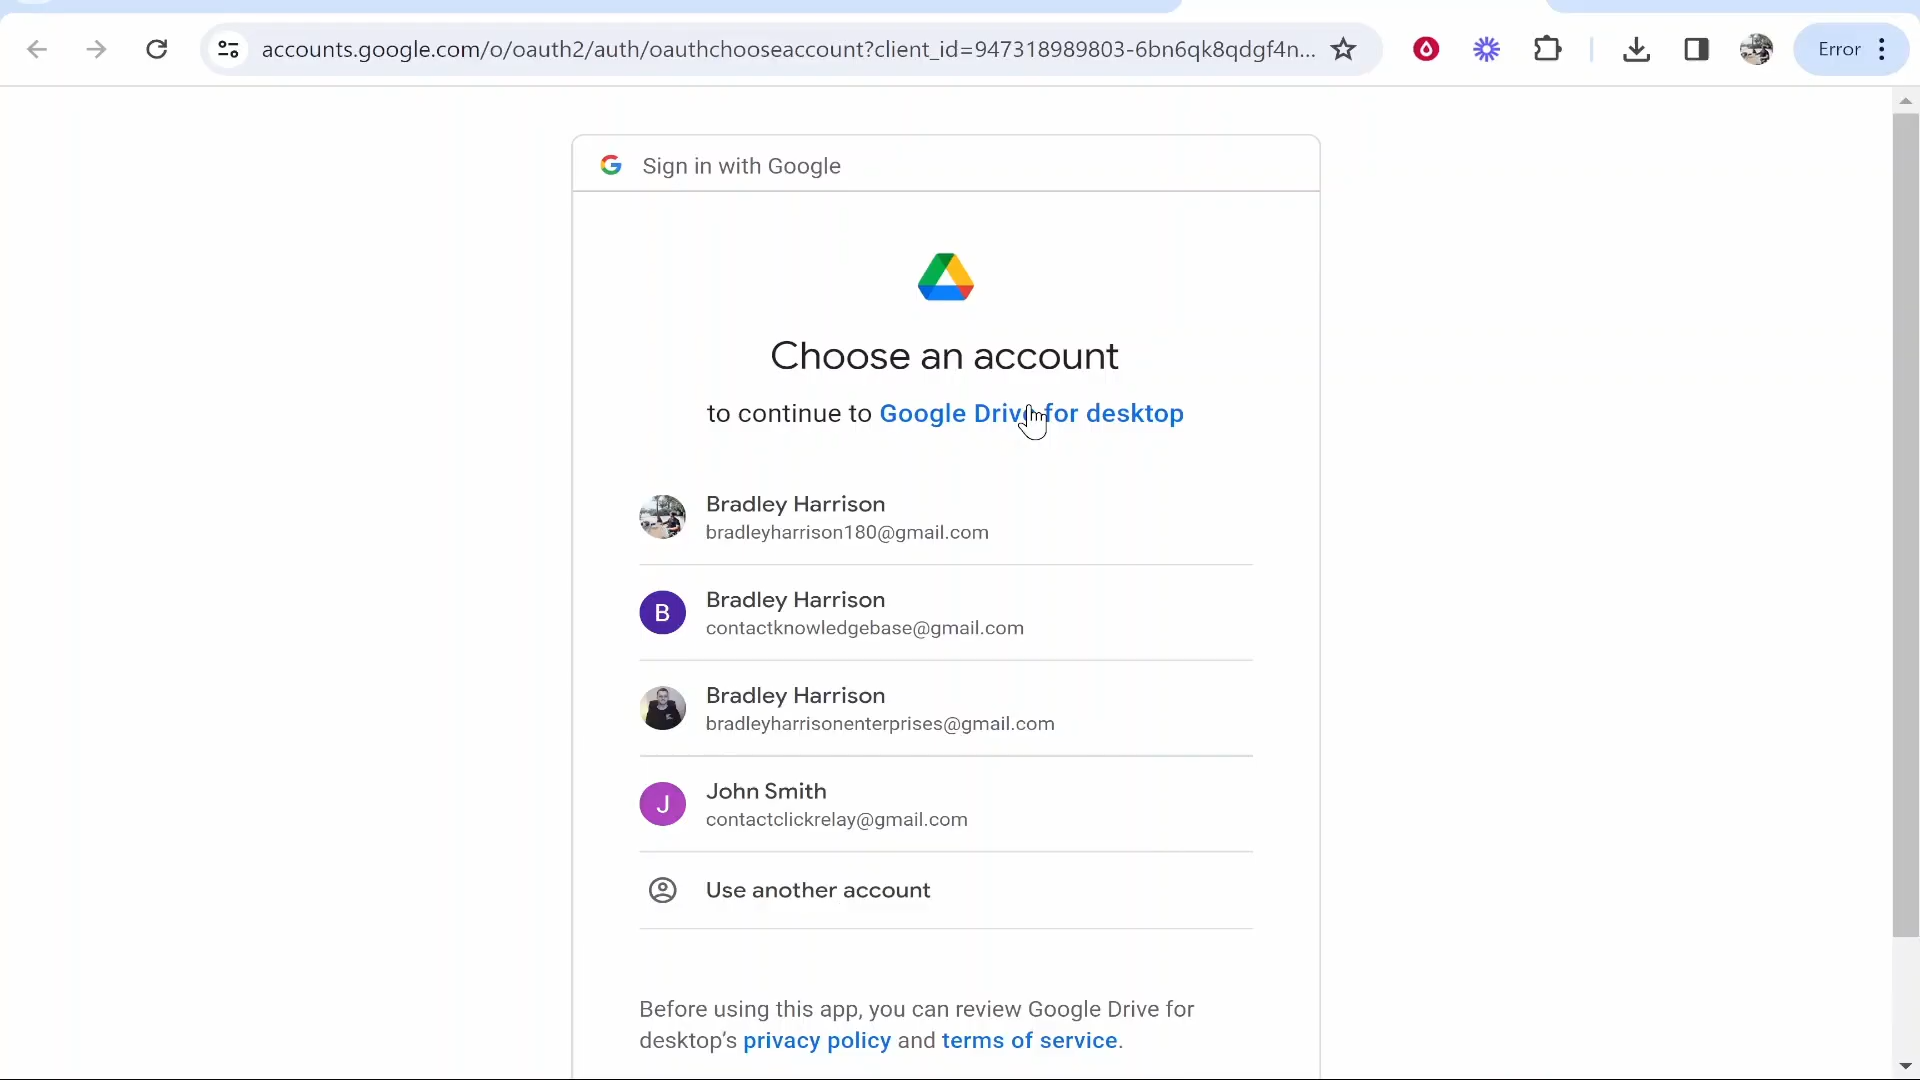 accounts.google.com/o/oauth2/auth/oauthchooseaccount?client_id=947318989803-6bn6qk8qdgf4n...
Error
Sign in with Google
Choose an account
to continue to Google Drive for desktop
Bradley Harrison
bradleyharrison180@gmail.com
B
Bradley Harrison
contactknowledgebase@gmail.com
Bradley Harrison
bradleyharrisonenterprises@gmail.com
J
John Smith
contactclickrelay@gmail.com
Use another account
Before using this app, you can review Google Drive for
desktop’s privacy policy and terms of service.